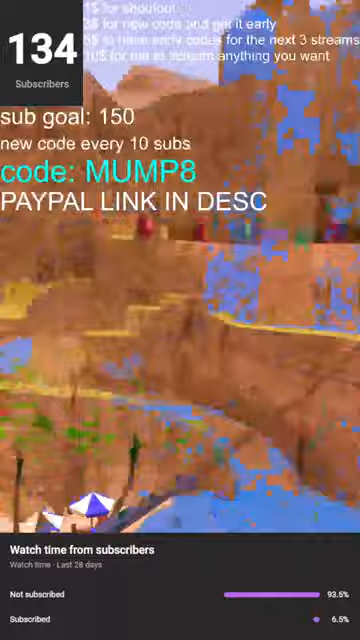 1$ for shoutout
3$ for new code and get it early
5$ to have early codes for the next 3 streams
10$ for me to scream anything you want
134
Subscribers
sub goal: 150
new code every 10 subs
code: MUMP8
PAYPAL LINK IN DESC
Watch time from subscribers
Watch time · Last 28 days
Not subscribed 93.5%
Subscribed 6.5%